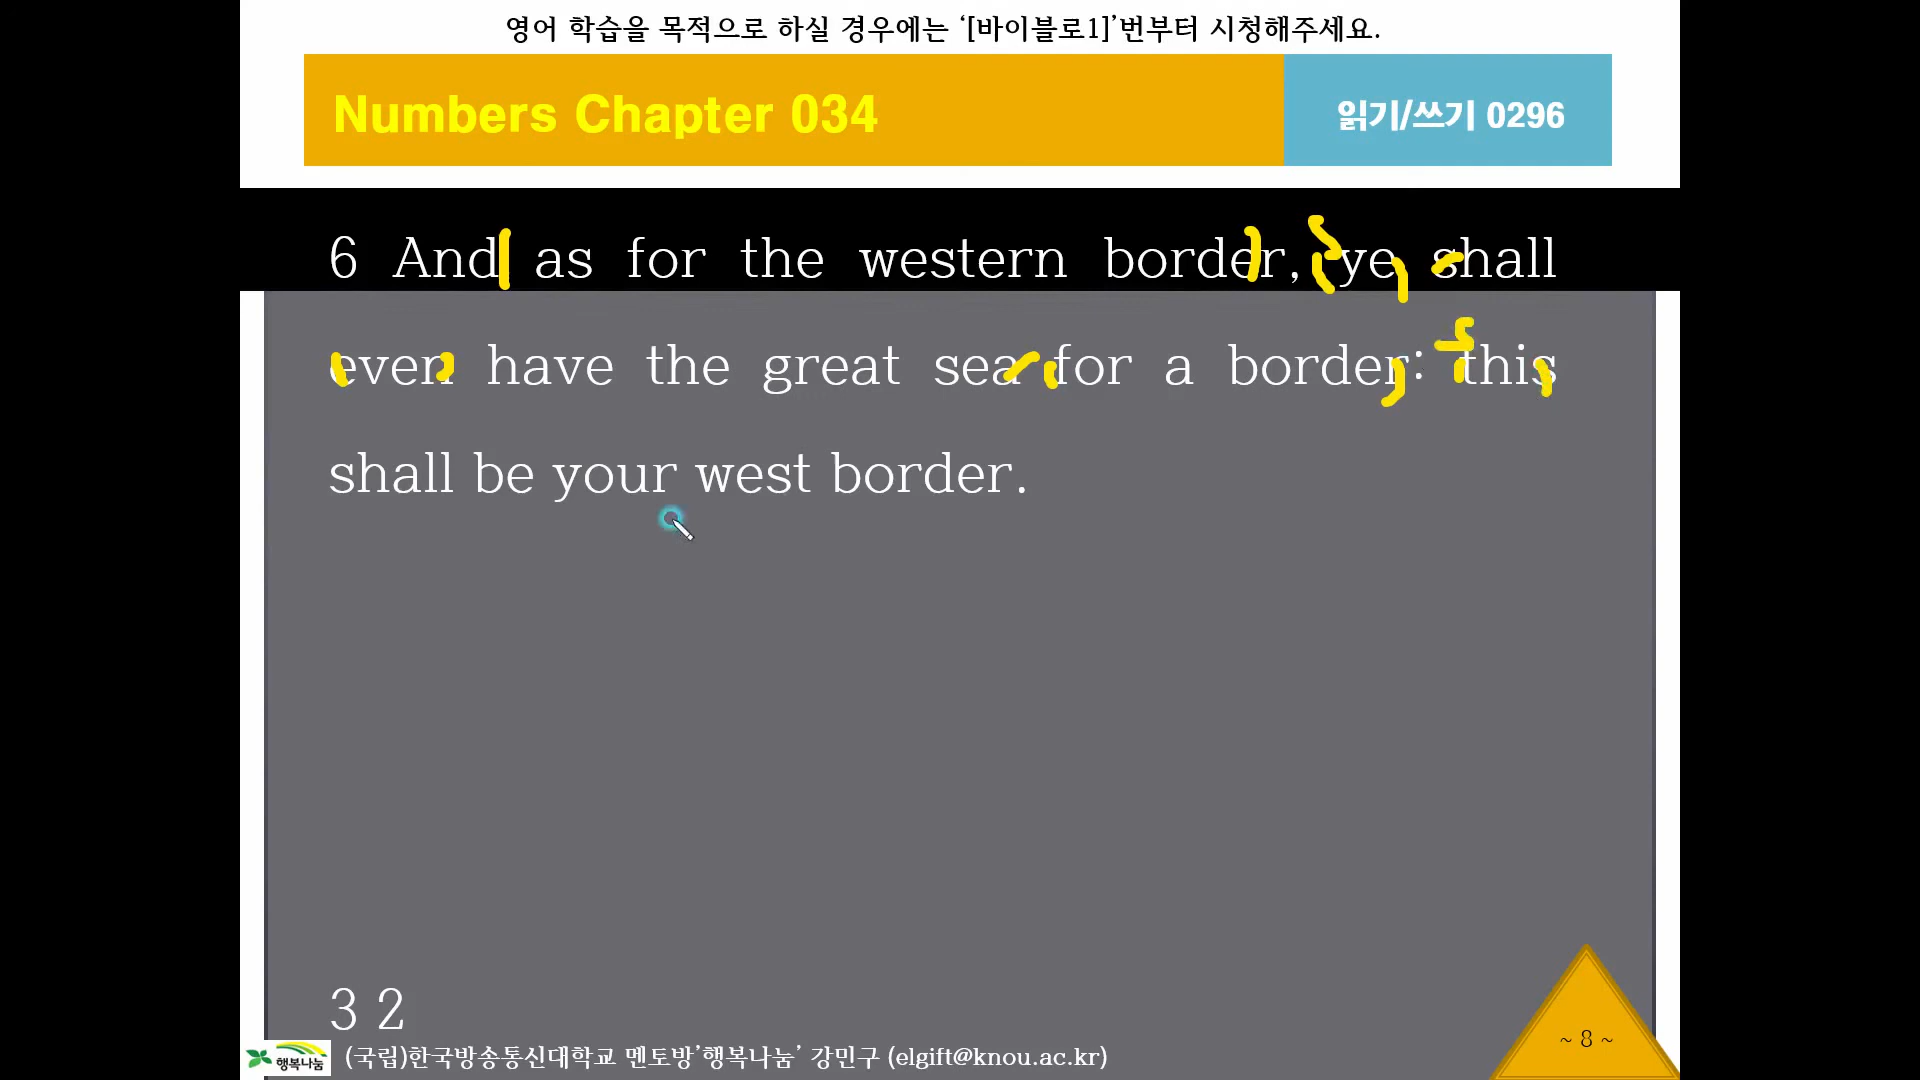 영어 학습을 목적으로 하실 경우에는 ‘[바이블로1]’번부터 시청해주세요.
Numbers Chapter 034
읽기/쓰기 0296
6 And as for the western border, ye shall
even have the great sea for a border: this
shall be your west border.
3 2
행복나눔
(국립)한국방송통신대학교 멘토방’행복나눔’ 강민구 (elgift@knou.ac.kr)
~ 8 ~